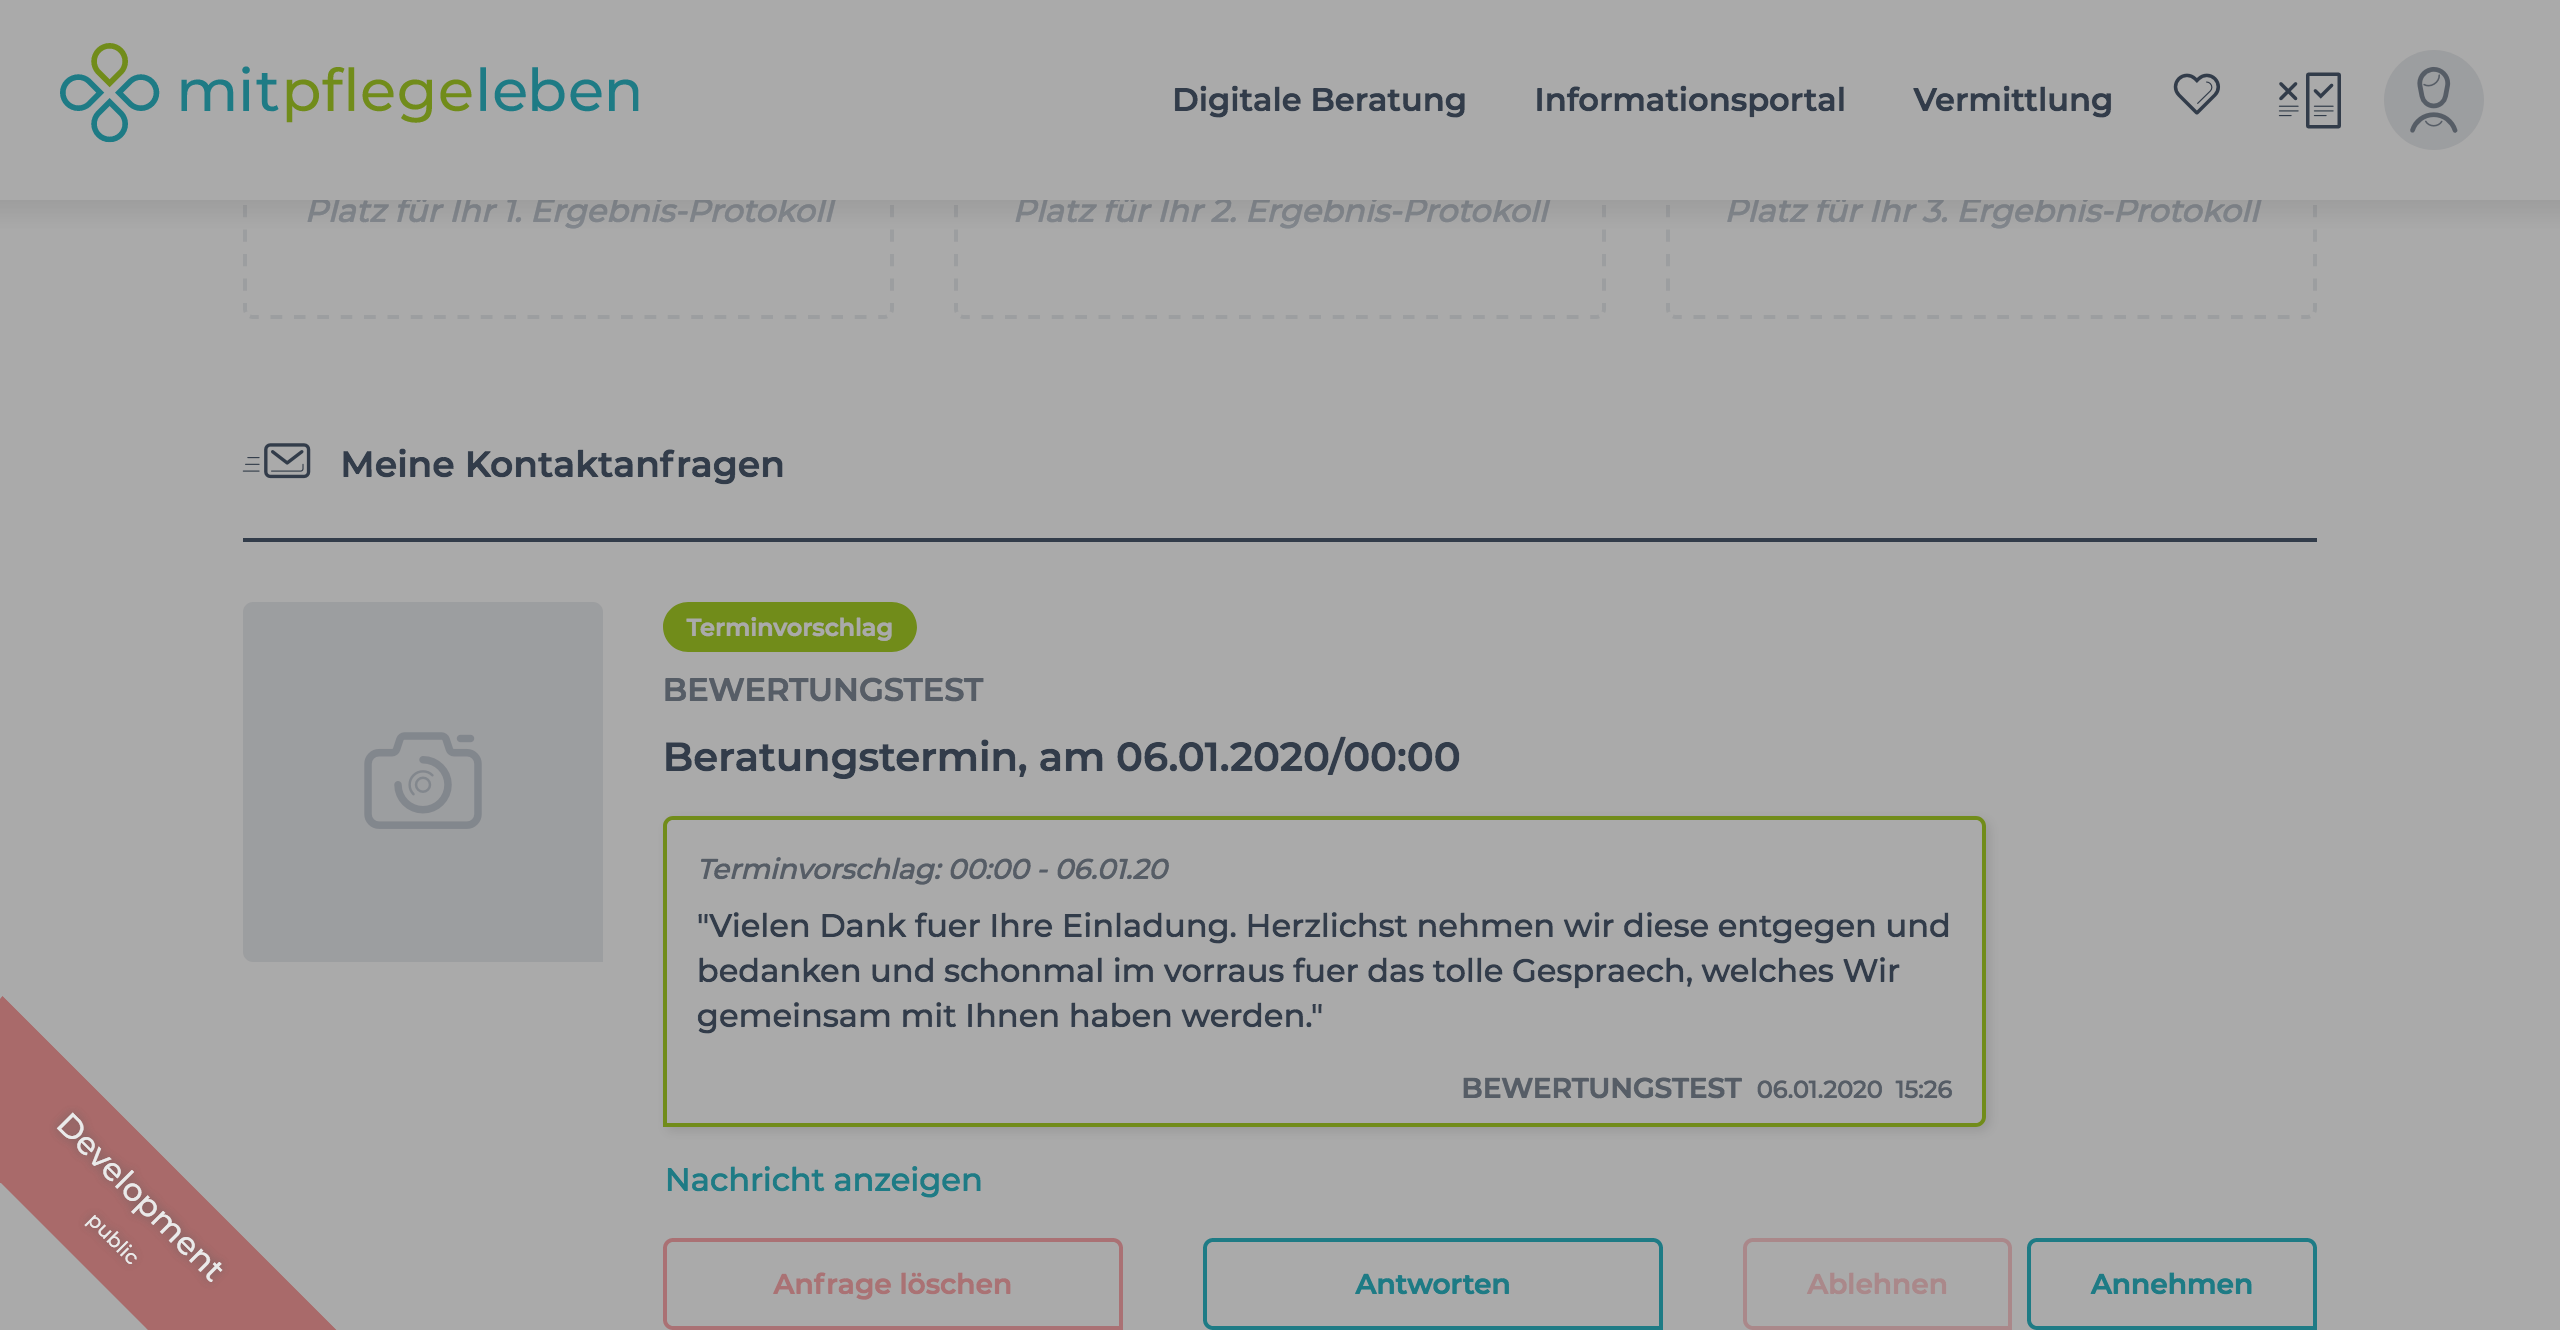 mitpflegeleben
Digitale Beratung
Informationsportal
Vermittlung
Platz für Ihr 1. Ergebnis-Protokoll
Platz für Ihr 2. Ergebnis-Protokoll
Platz für Ihr 3. Ergebnis-Protokoll
Meine Kontaktanfragen
Terminvorschlag
BEWERTUNGSTEST
Beratungstermin, am 06.01.2020/00:00
Terminvorschlag: 00:00 - 06.01.20
"Vielen Dank fuer Ihre Einladung. Herzlichst nehmen wir diese entgegen und
bedanken und schonmal im vorraus fuer das tolle Gespraech, welches Wir
gemeinsam mit Ihnen haben werden."
BEWERTUNGSTEST 06.01.2020 15:26
Nachricht anzeigen
Anfrage löschen
Antworten
Ablehnen
Annehmen
Development
public